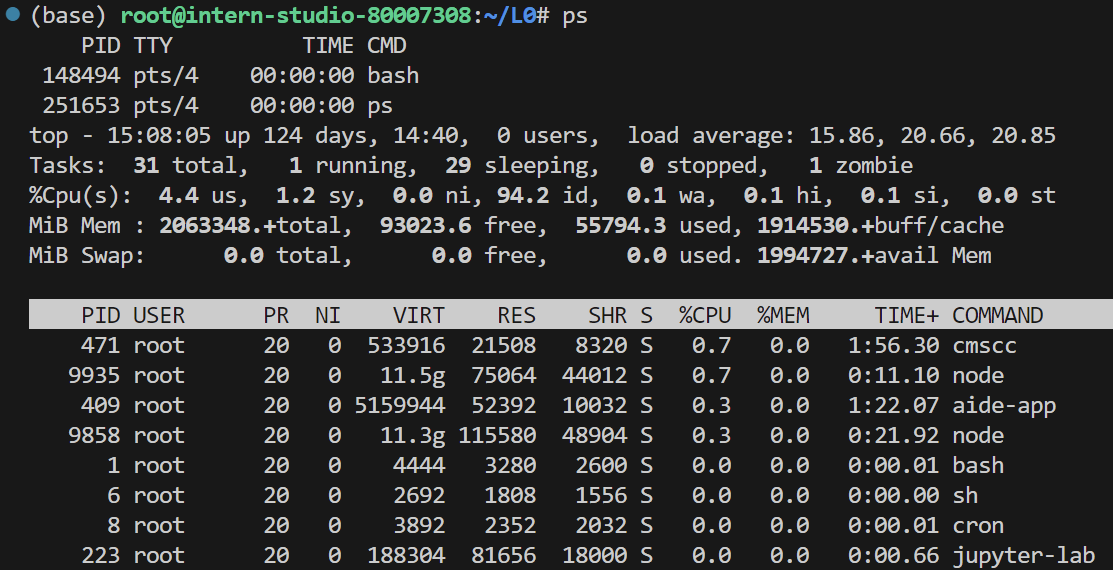 (base) root@intern-studio-80007308:~/L0# ps
    PID TTY          TIME CMD
 148494 pts/4    00:00:00 bash
 251653 pts/4    00:00:00 ps
top - 15:08:05 up 124 days, 14:40,  0 users,  load average: 15.86, 20.66, 20.85
Tasks:  31 total,   1 running,  29 sleeping,   0 stopped,   1 zombie
%Cpu(s):  4.4 us,  1.2 sy,  0.0 ni, 94.2 id,  0.1 wa,  0.1 hi,  0.1 si,  0.0 st
MiB Mem : 2063348.+total,  93023.6 free,  55794.3 used, 1914530.+buff/cache
MiB Swap:      0.0 total,      0.0 free,      0.0 used. 1994727.+avail Mem
    PID USER      PR  NI    VIRT    RES    SHR S  %CPU  %MEM     TIME+ COMMAND
    471 root      20   0  533916  21508   8320 S   0.7   0.0   1:56.30 cmscc
   9935 root      20   0   11.5g  75064  44012 S   0.7   0.0   0:11.10 node
    409 root      20   0 5159944  52392  10032 S   0.3   0.0   1:22.07 aide-app
   9858 root      20   0   11.3g 115580  48904 S   0.3   0.0   0:21.92 node
      1 root      20   0    4444   3280   2600 S   0.0   0.0   0:00.01 bash
      6 root      20   0    2692   1808   1556 S   0.0   0.0   0:00.00 sh
      8 root      20   0    3892   2352   2032 S   0.0   0.0   0:00.01 cron
    223 root      20   0  188304  81656  18000 S   0.0   0.0   0:00.66 jupyter-lab